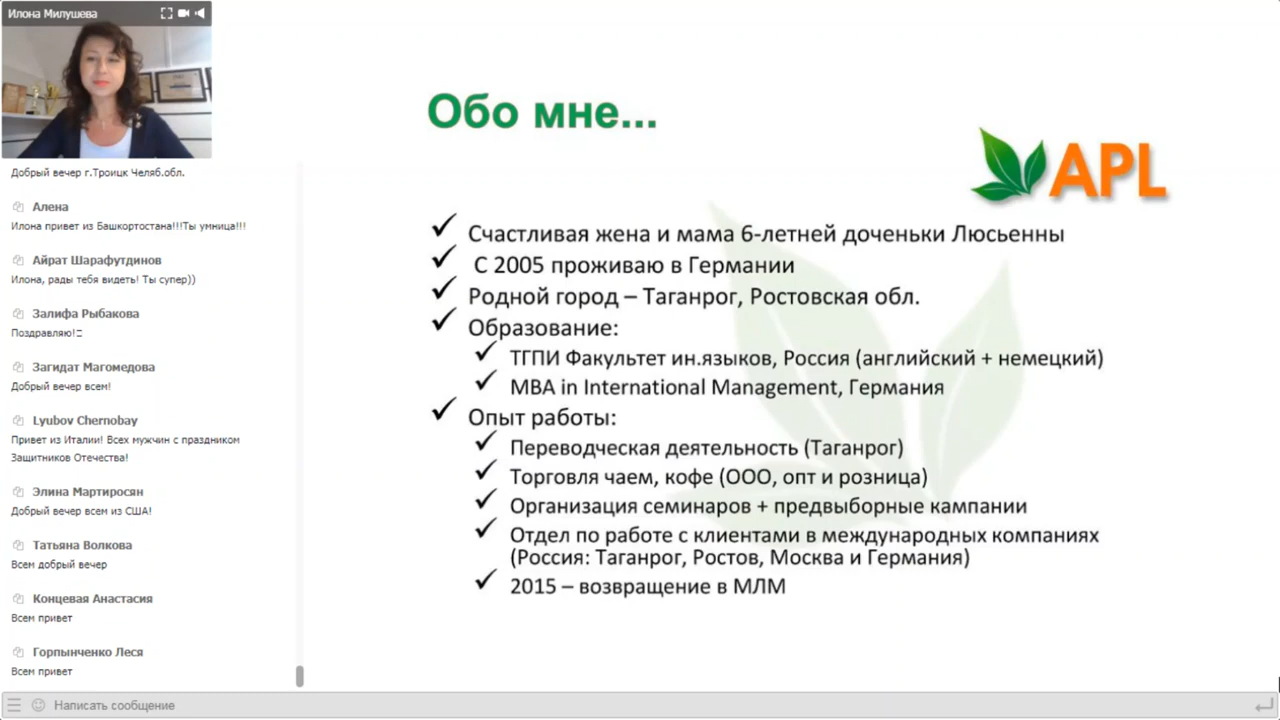 Илона Милушева
Добрый вечер г.Троицк Челяб.обл.
Алена
Илона привет из Башкортостана!!!Ты умница!!!
Айрат Шарафутдинов
Илона, рады тебя видеть! Ты супер))
Залифа Рыбакова
Поздравляю!
Загидат Магомедова
Добрый вечер всем!
Lyubov Chernobay
Привет из Италии! Всех мужчин с праздником
Защитников Отечества!
Элина Мартиросян
Добрый вечер всем из США!
Татьяна Волкова
Всем добрый вечер
Концевая Анастасия
Всем привет
Горпынченко Леся
Всем привет
Написать сообщение
Обо мне...
APL
Счастливая жена и мама 6-летней доченьки Люсьенны
С 2005 проживаю в Германии
Родной город – Таганрог, Ростовская обл.
Образование:
ТГПИ Факультет ин.языков, Россия (английский + немецкий)
MBA in International Management, Германия
Опыт работы:
Переводческая деятельность (Таганрог)
Торговля чаем, кофе (ООО, опт и розница)
Организация семинаров + предвыборные кампании
Отдел по работе с клиентами в международных компаниях
(Россия: Таганрог, Ростов, Москва и Германия)
2015 – возвращение в МЛМ